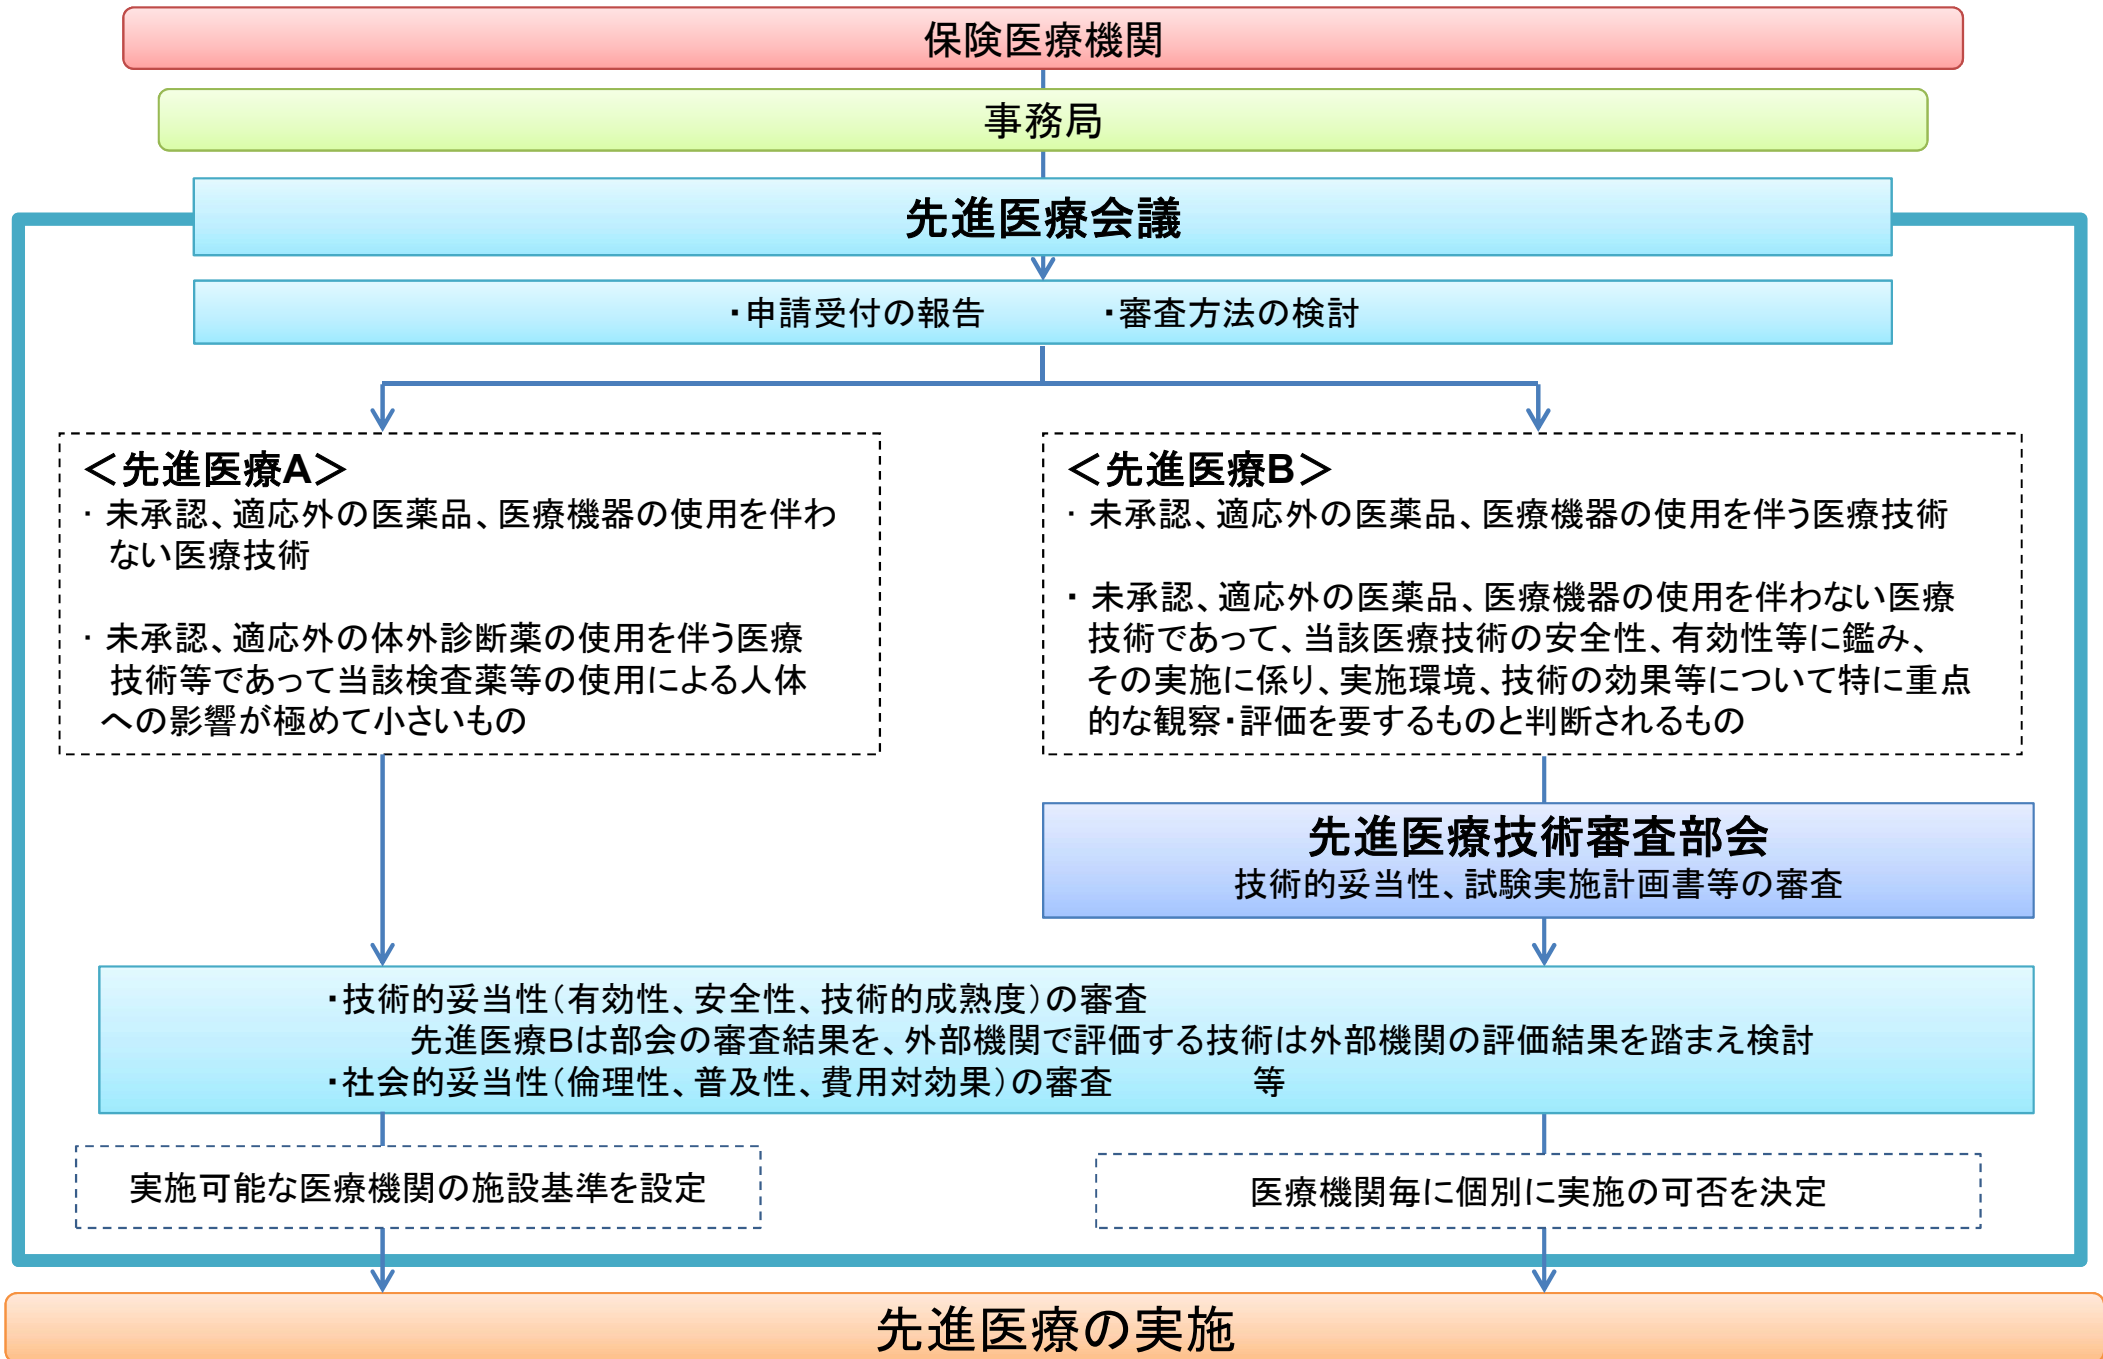 保険医療機関
事務局
先進医療会議
・申請受付の報告　　　・審査方法の検討
＜先進医療A＞
・未承認、適応外の医薬品、医療機器の使用を伴わ
ない医療技術
・未承認、適応外の体外診断薬の使用を伴う医療
技術等であって当該検査薬等の使用による人体
への影響が極めて小さいもの
＜先進医療B＞
・未承認、適応外の医薬品、医療機器の使用を伴う医療技術
・未承認、適応外の医薬品、医療機器の使用を伴わない医療
技術であって、当該医療技術の安全性、有効性等に鑑み、
その実施に係り、実施環境、技術の効果等について特に重点
的な観察・評価を要するものと判断されるもの
先進医療技術審査部会
技術的妥当性、試験実施計画書等の審査
・技術的妥当性（有効性、安全性、技術的成熟度）の審査
先進医療Ｂは部会の審査結果を、外部機関で評価する技術は外部機関の評価結果を踏まえ検討
・社会的妥当性（倫理性、普及性、費用対効果）の審査　　　　等
実施可能な医療機関の施設基準を設定
医療機関毎に個別に実施の可否を決定
先進医療の実施